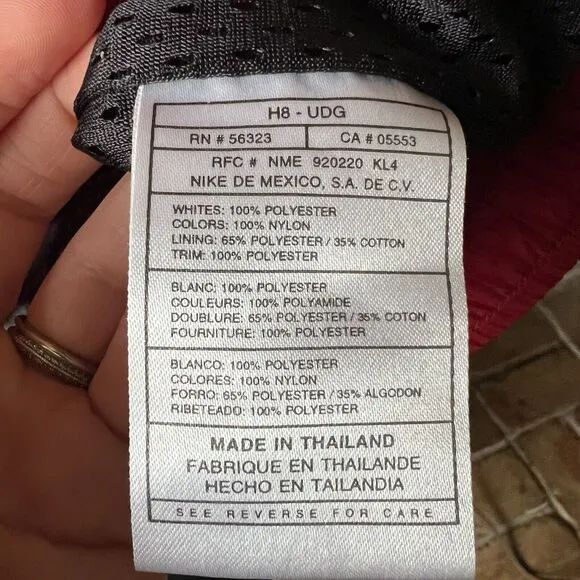 H8 - UDG
RN # 56323 CA # 05553
RFC # NME 920220 KL4
NIKE DE MEXICO, S.A. DE C.V.
WHITES: 100% POLYESTER
COLORS: 100% NYLON
LINING: 65% POLYESTER / 35% COTTON
TRIM: 100% POLYESTER
BLANC: 100% POLYESTER
COULEURS: 100% POLYAMIDE
DOUBLURE: 65% POLYESTER / 35% COTON
FOURNITURE: 100% POLYESTER
BLANCO: 100% POLYESTER
COLORES: 100% NYLON
FORRO: 65% POLYESTER / 35% ALGODON
RIBETEADO: 100% POLYESTER
MADE IN THAILAND
FABRIQUE EN THAILANDE
HECHO EN TAILANDIA
SEE REVERSE FOR CARE